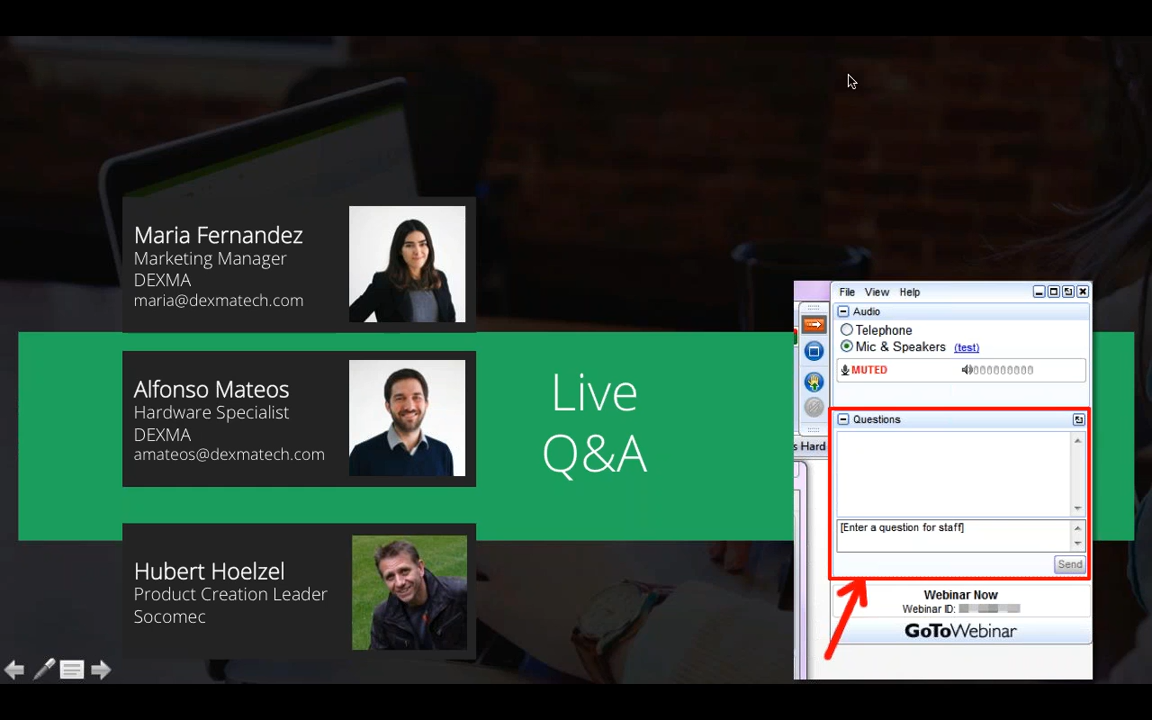 Maria Fernandez
Marketing Manager
DEXMA
maria@dexmatech.com
Alfonso Mateos
Hardware Specialist
DEXMA
amateos@dexmatech.com
Hubert Hoelzel
Product Creation Leader
Socomec
Live
Q&A
File View Help
Audio
Telephone
Mic & Speakers (test)
MUTED
Questions
s Hard
[Enter a question for staff]
Send
Webinar Now
Webinar ID:
GoToWebinar